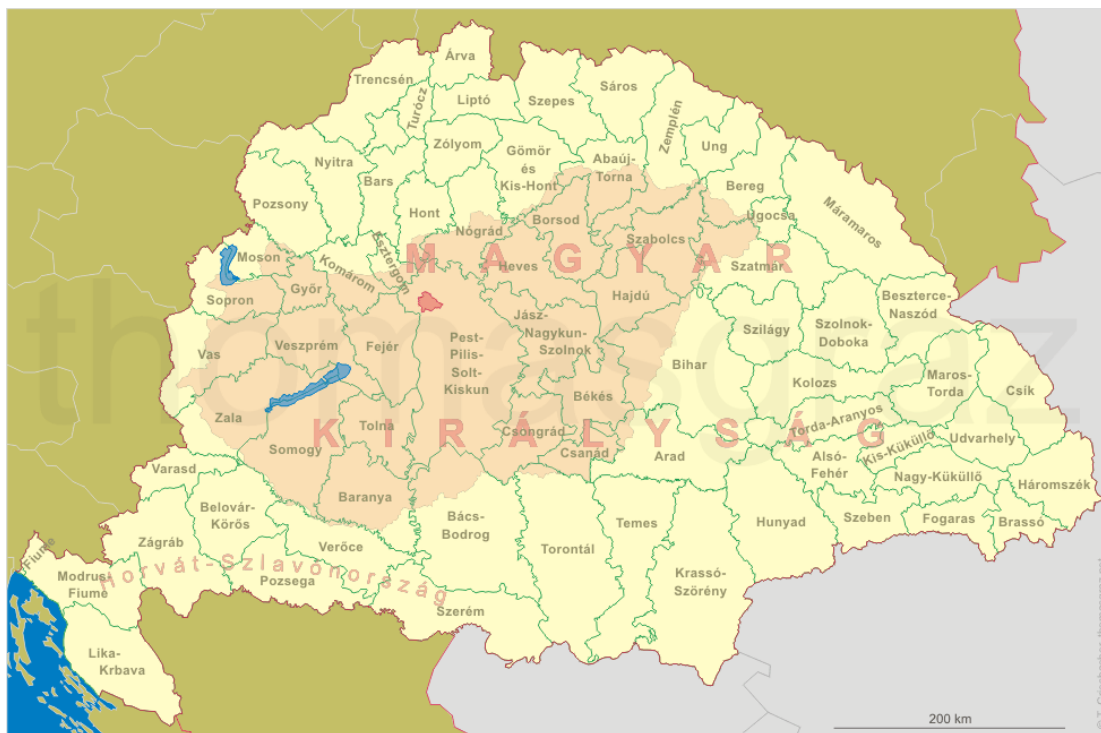 Árva
Trencsén
Turócz
Liptó
Szepes
Sáros
Zemplén
Ung
Nyitra
Bars
Zólyom
Gömör
és
Kis-Hont
Abaúj-
Torna
Bereg
Pozsony
Hont
Nógrád
Borsod
Ugocsa
Máramaros
Moson
Komárom
Esztergom
MAGYAR
Heves
Szabolcs
Szatmár
Sopron
Győr
Hajdú
Szilágy
Szolnok-
Doboka
Beszterce-
Naszód
thomasgraz
Vas
Veszprém
Fejér
Pest-
Pilis-
Solt-
Kiskun
Jász-
Nagykun-
Szolnok
Bihar
Kolozs
Maros-
Torda
Csík
Zala
Somogy
Tolna
KIRÁLYSÁG
Csongrád
Békés
Csanád
Arad
Torda-Aranyos
Kis-Küküllő
Udvarhely
Alsó-
Fehér
Nagy-Küküllő
Háromszék
Varasd
Baranya
Belovár-
Körös
Bács-
Bodrog
Torontál
Temes
Hunyad
Szeben
Fogaras
Brassó
Zágráb
Verőce
Krassó-
Szörény
Fiume
Modrus-
Fiume
Horvát-Szlavónország
Pozsega
Szerém
Lika-
Krbava
200 km